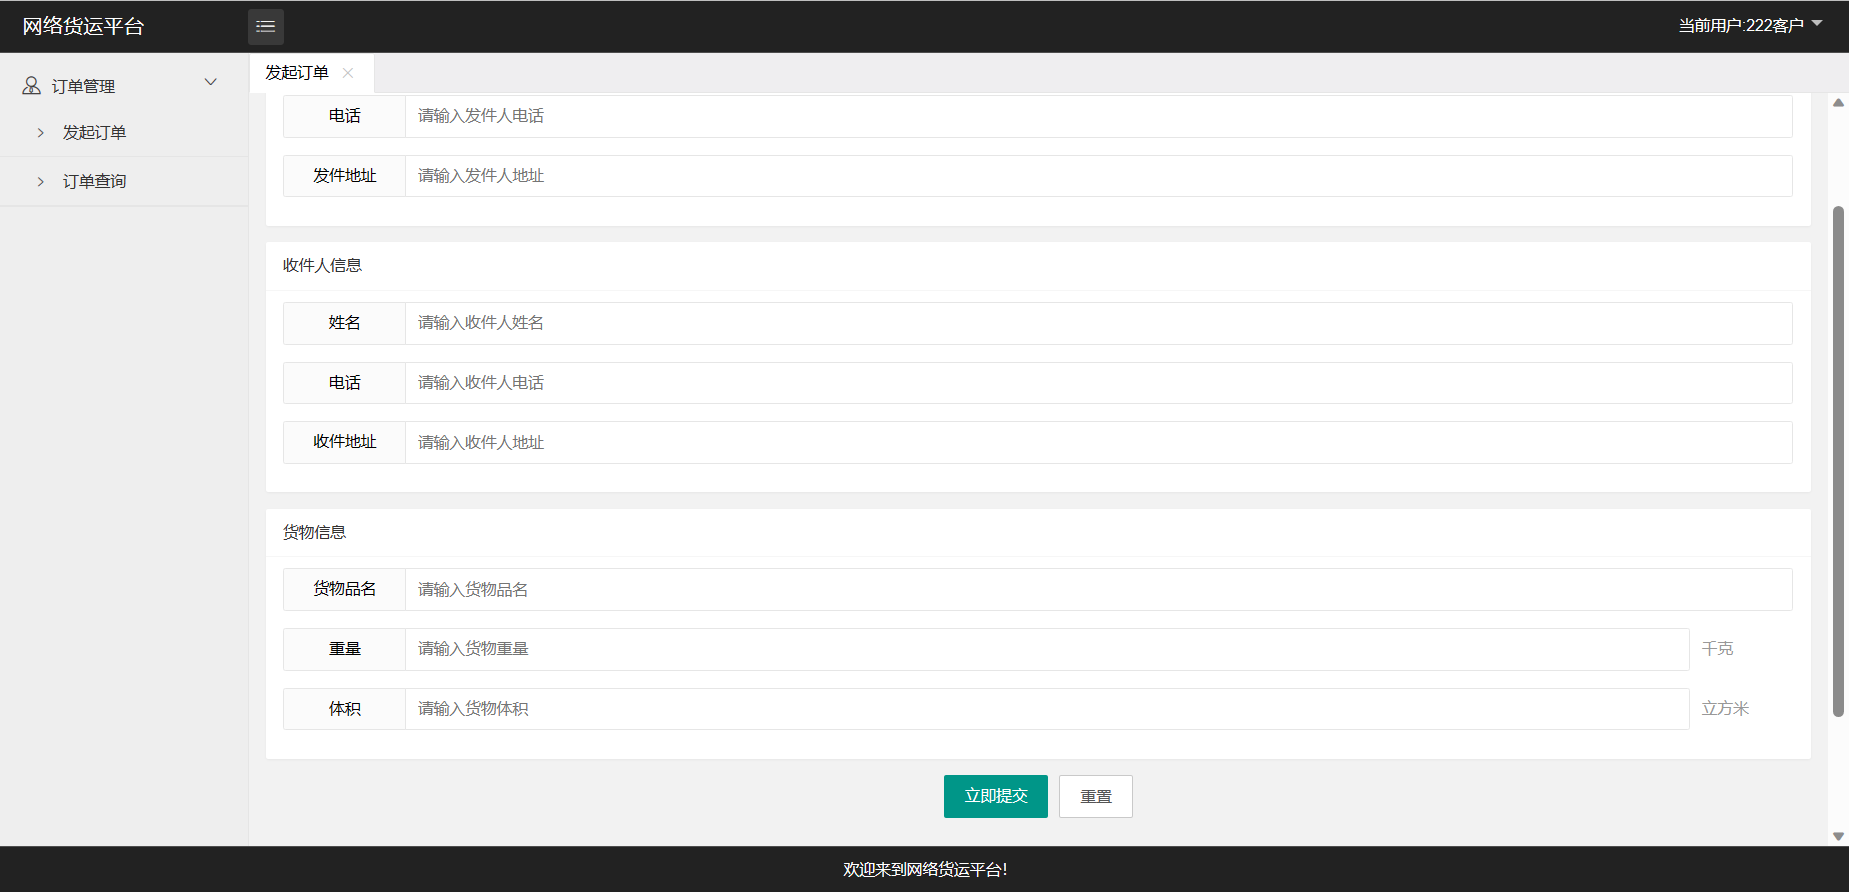 网络货运平台
当前用户:222客户
订单管理
发起订单
订单查询
发起订单
电话 请输入发件人电话
发件地址 请输入发件人地址
收件人信息
姓名 请输入收件人姓名
电话 请输入收件人电话
收件地址 请输入收件人地址
货物信息
货物品名 请输入货物品名
重量 请输入货物重量 千克
体积 请输入货物体积 立方米
立即提交 重置
欢迎来到网络货运平台!